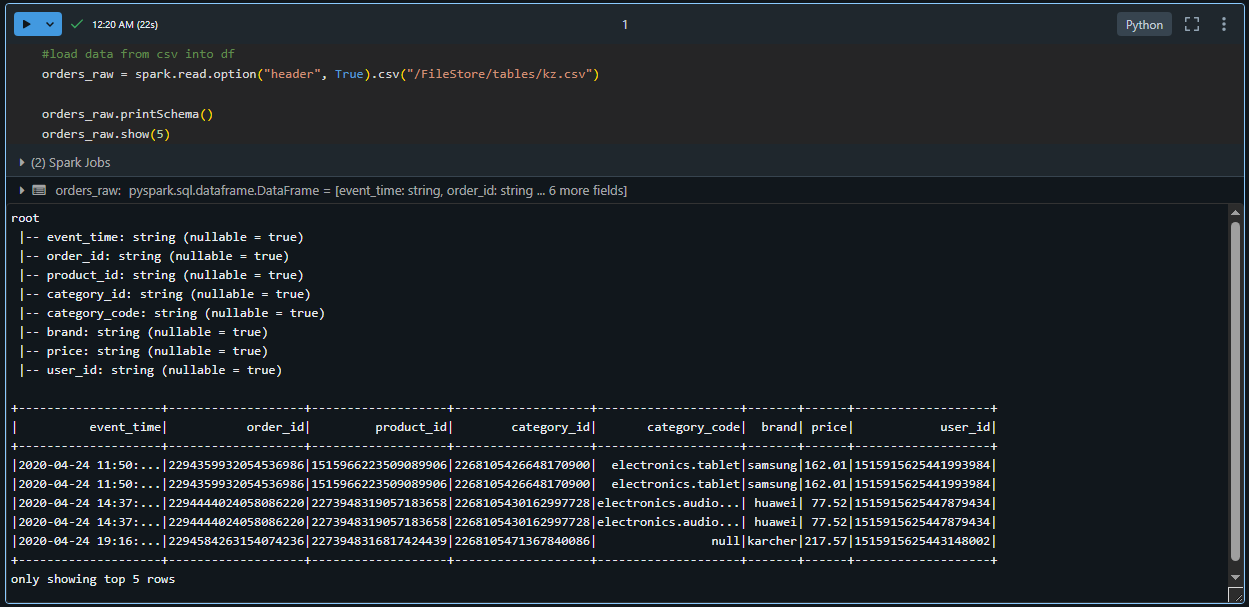 12:20 AM (22s)
1
Python
#load data from csv into df
orders_raw = spark.read.option("header", True).csv("/FileStore/tables/kz.csv")
orders_raw.printSchema()
orders_raw.show(5)
(2) Spark Jobs
orders_raw: pyspark.sql.dataframe.DataFrame = [event_time: string, order_id: string ... 6 more fields]
root
|-- event_time: string (nullable = true)
|-- order_id: string (nullable = true)
|-- product_id: string (nullable = true)
|-- category_id: string (nullable = true)
|-- category_code: string (nullable = true)
|-- brand: string (nullable = true)
|-- price: string (nullable = true)
|-- user_id: string (nullable = true)
+--------------------+-------------------+-------------------+-------------------+--------------------+-------+------+-------------------+
|          event_time|           order_id|         product_id|        category_id|       category_code|  brand| price|            user_id|
+--------------------+-------------------+-------------------+-------------------+--------------------+-------+------+-------------------+
|2020-04-24 11:50:...|2294359932054536986|1515966223509089906|2268105426648170900|  electronics.tablet|samsung|162.01|1515915625441993984|
|2020-04-24 11:50:...|2294359932054536986|1515966223509089906|2268105426648170900|  electronics.tablet|samsung|162.01|1515915625441993984|
|2020-04-24 14:37:...|2294444024058086220|2273948319057183658|2268105430162997728|electronics.audio...| huawei| 77.52|1515915625447879434|
|2020-04-24 14:37:...|2294444024058086220|2273948319057183658|2268105430162997728|electronics.audio...| huawei| 77.52|1515915625447879434|
|2020-04-24 19:16:...|2294584263154074236|2273948316817424439|2268105471367840086|                null|karcher|217.57|1515915625443148002|
+--------------------+-------------------+-------------------+-------------------+--------------------+-------+------+-------------------+
only showing top 5 rows